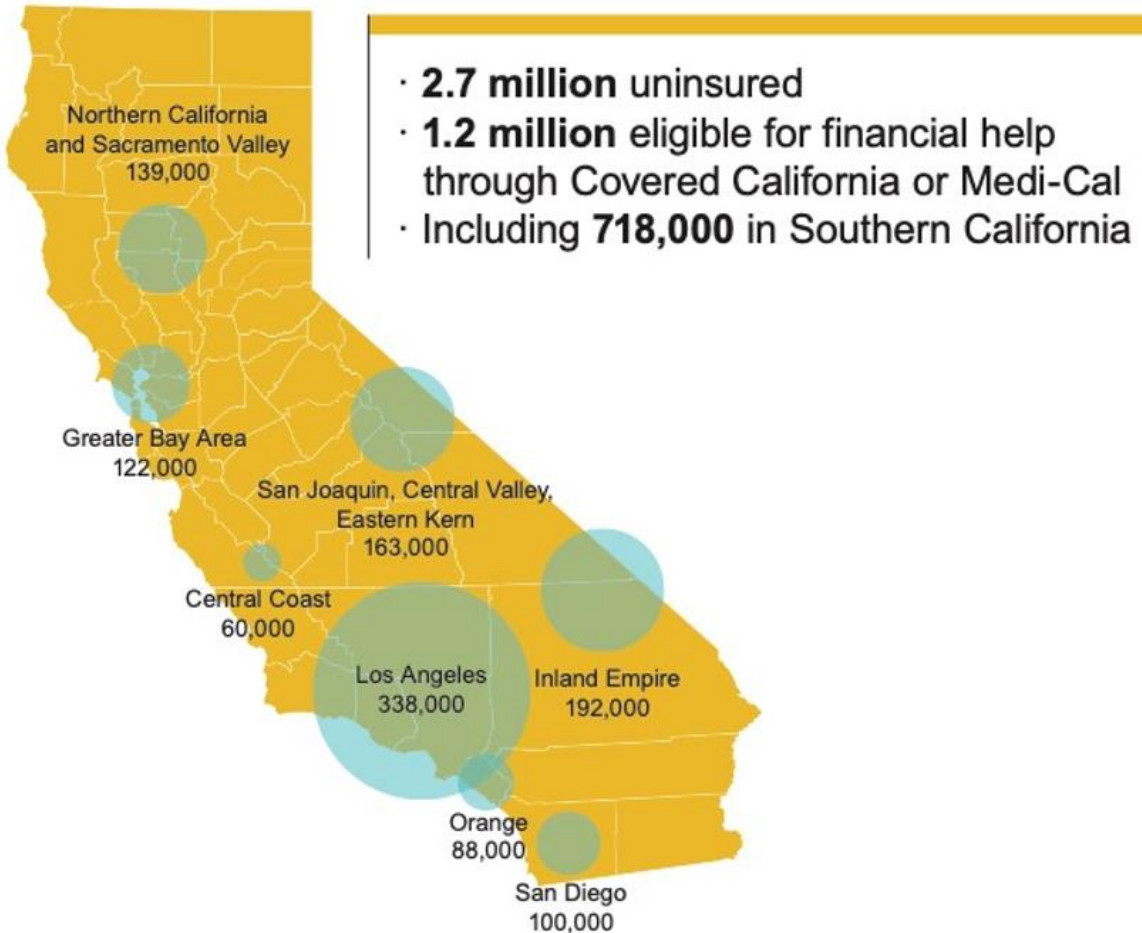 · 2.7 million uninsured
· 1.2 million eligible for financial help
through Covered California or Medi-Cal
· Including 718,000 in Southern California
Northern California
and Sacramento Valley
139,000
Greater Bay Area
122,000
San Joaquin, Central Valley,
Eastern Kern
163,000
Central Coast
60,000
Los Angeles
338,000
Inland Empire
192,000
Orange
88,000
San Diego
100,000